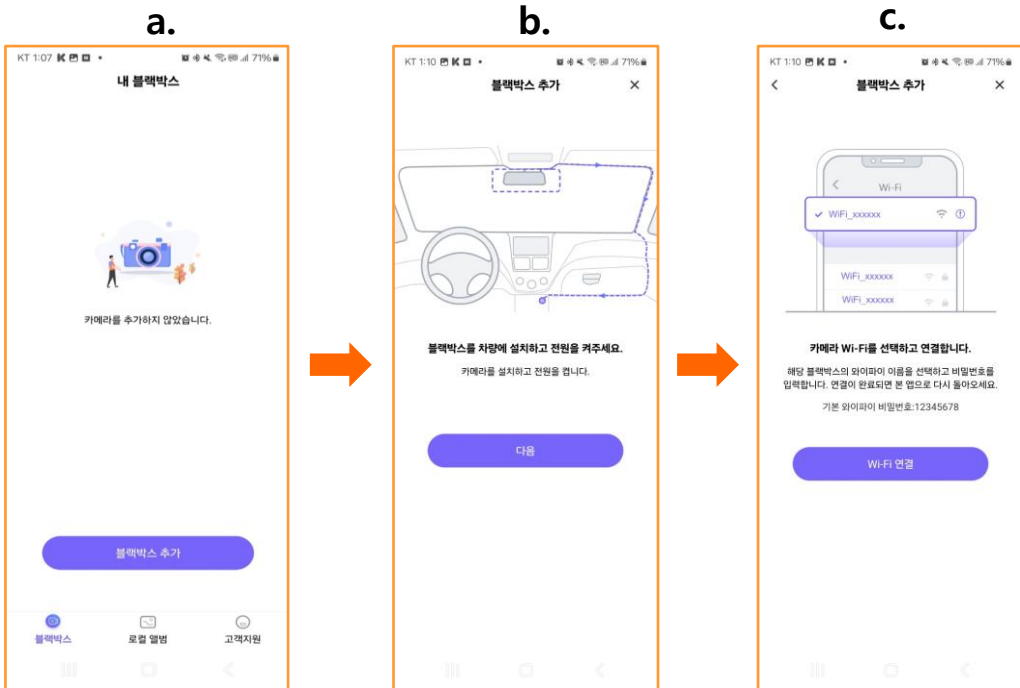 a.
KT 1:07
71%
내 블랙박스
카메라를 추가하지 않았습니다.
블랙박스 추가
블랙박스
로컬 앨범
고객지원
b.
KT 1:10
71%
블랙박스 추가
블랙박스를 차량에 설치하고 전원을 켜주세요.
카메라를 설치하고 전원을 켭니다.
다음
c.
KT 1:10
71%
블랙박스 추가
Wi-Fi
WiFi_xxxxxx
WiFi_xxxxxx
WiFi_xxxxxx
카메라 Wi-Fi를 선택하고 연결합니다.
해당 블랙박스의 와이파이 이름을 선택하고 비밀번호를
입력합니다. 연결이 완료되면 본 앱으로 다시 돌아오세요.
기본 와이파이 비밀번호:12345678
Wi-Fi 연결